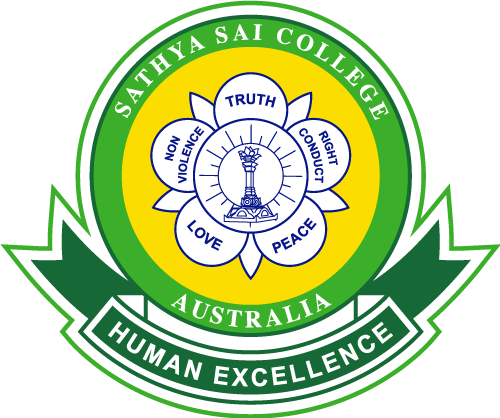 SATHYA SAI COLLEGE
TRUTH
NON
VIOLENCE
RIGHT
CONDUCT
LOVE
PEACE
AUSTRALIA
HUMAN EXCELLENCE